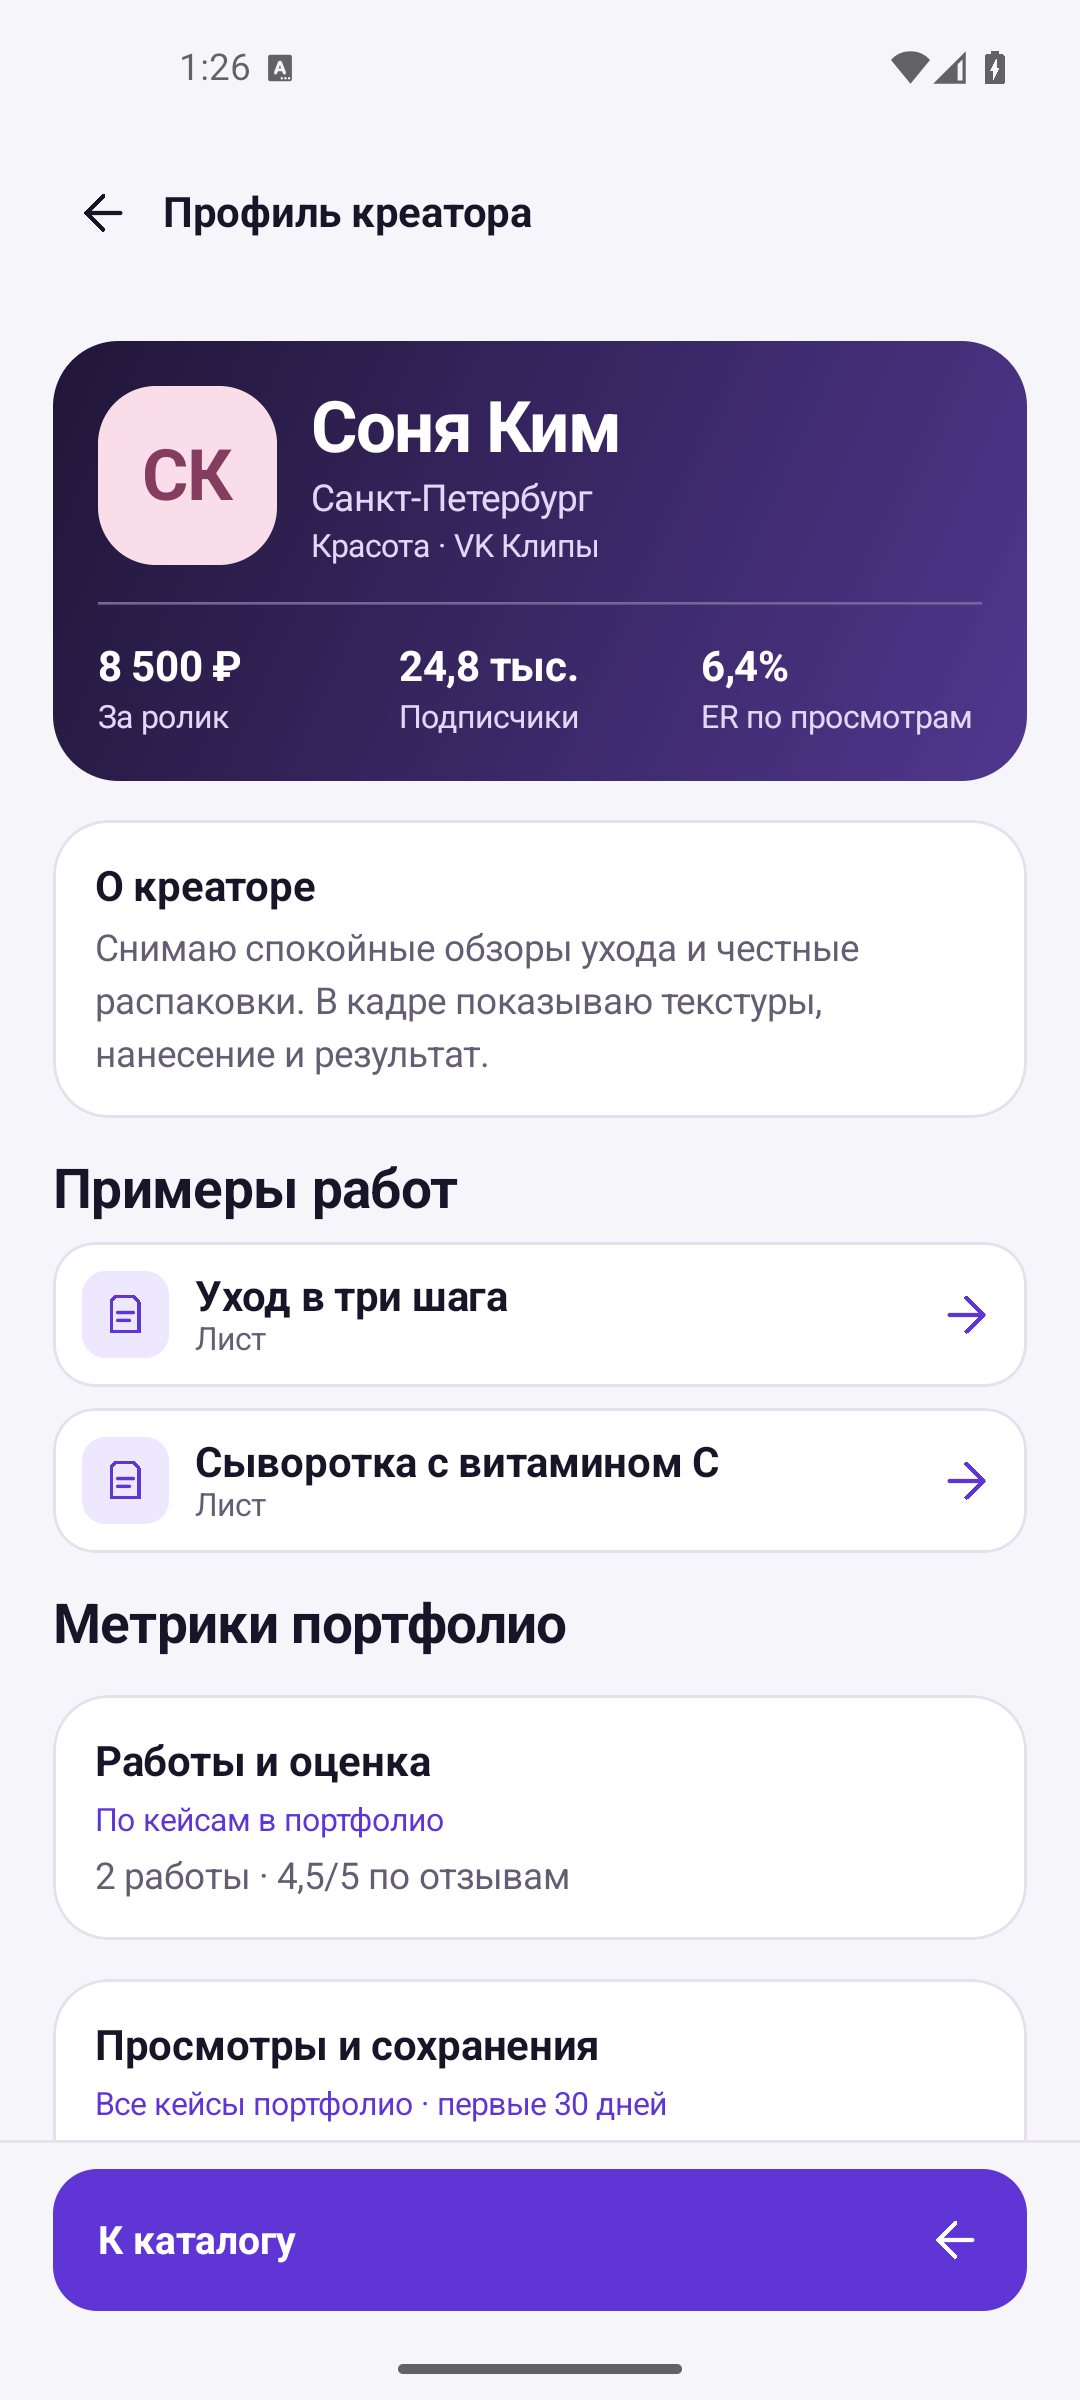 1:26
Профиль креатора
СК
Соня Ким
Санкт-Петербург
Красота · VK Клипы
8 500 ₽
За ролик
24,8 тыс.
Подписчики
6,4%
ER по просмотрам
О креаторе
Снимаю спокойные обзоры ухода и честные
распаковки. В кадре показываю текстуры,
нанесение и результат.
Примеры работ
Уход в три шага
Лист
Сыворотка с витамином C
Лист
Метрики портфолио
Работы и оценка
По кейсам в портфолио
2 работы · 4,5/5 по отзывам
Просмотры и сохранения
Все кейсы портфолио · первые 30 дней
К каталогу